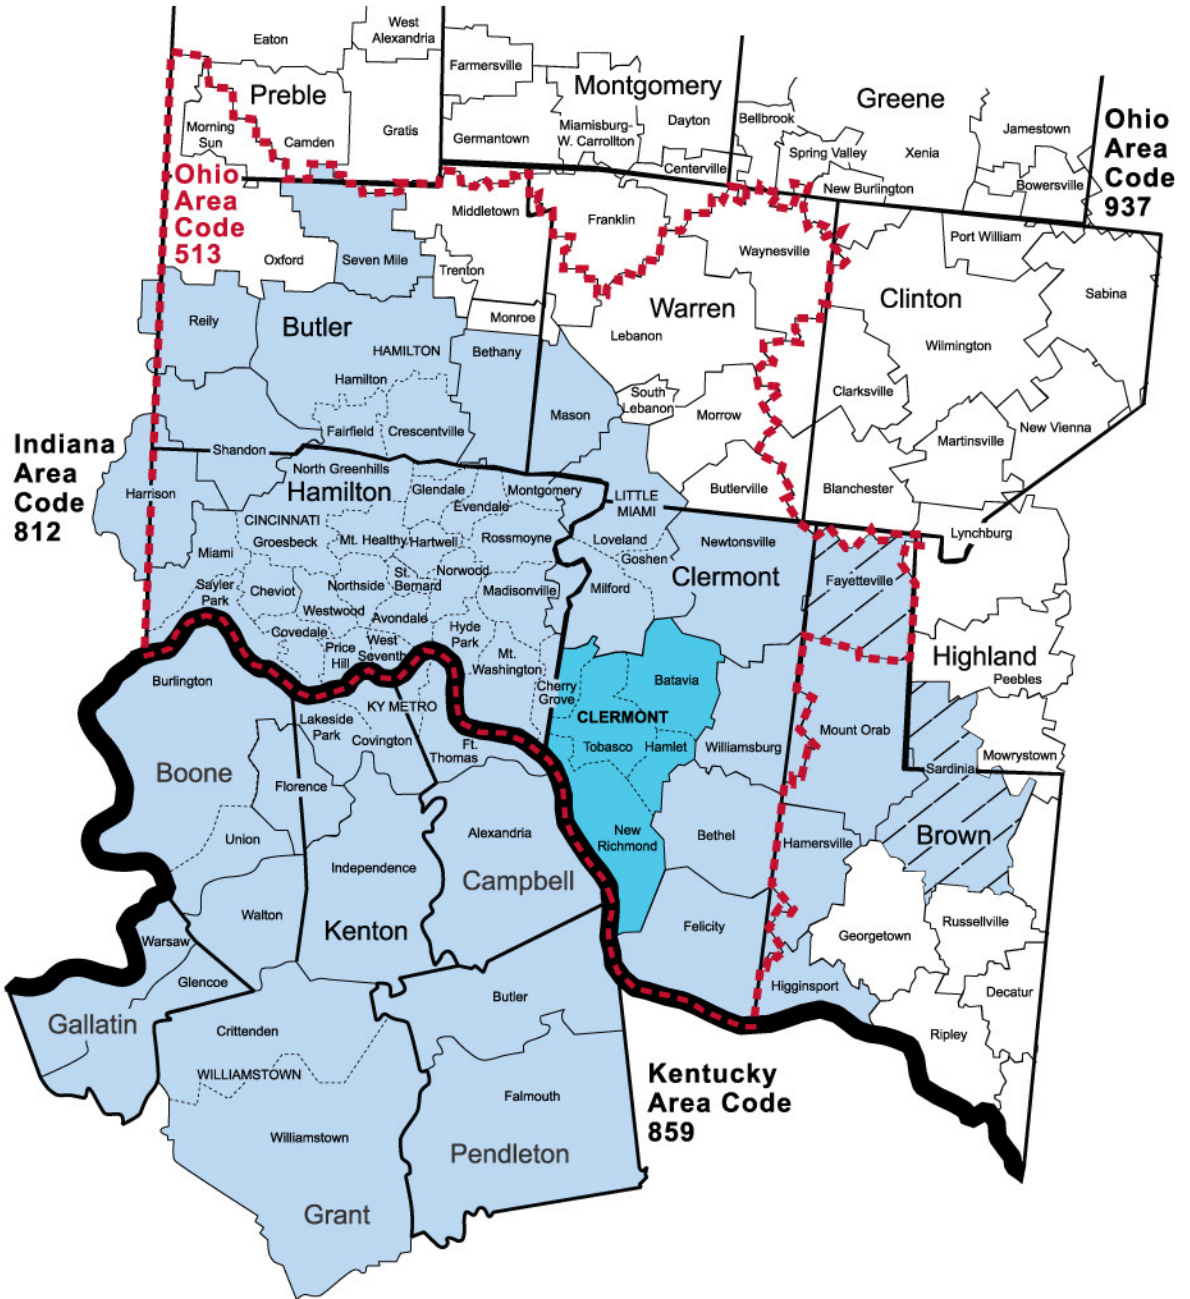 West
Alexandria
Eaton
Farmersville
Montgomery
Preble
Greene
Morning
Sun
Camden
Gratis
Germantown
Miamisburg-
W. Carrollton
Dayton
Bellbrook
Centerville
Spring Valley
Xenia
Jamestown
Bowersville
New Burlington
Ohio
Area
Code
937
Ohio
Area
Code
513
Middletown
Franklin
Waynesville
Port William
Oxford
Seven Mile
Trenton
Sabina
Warren
Clinton
Reily
Butler
Monroe
Lebanon
Wilmington
HAMILTON
Bethany
Hamilton
Clarksville
South
Lebanon
Morrow
Mason
New Vienna
Fairfield
Crescentville
Martinsville
Indiana
Area
Code
812
Shandon
North Greenhills
Harrison
Hamilton
Glendale
Montgomery
LITTLE
MIAMI
Butlerville
Blanchester
Evendale
CINCINNATI
Groesbeck
Mt. Healthy
Hartwell
Rossmoyne
Loveland
Goshen
Newtonsville
Lynchburg
Miami
Clermont
Fayetteville
Sayler
Park
Cheviot
Northside
St.
Bernard
Norwood
Madisonville
Milford
Westwood
Avondale
Covedale
Price
Hill
West
Seventh
Hyde
Park
Mt.
Washington
Highland
Peebles
Burlington
Cherry
Grove
Batavia
KY METRO
Lakeside
Park
Covington
Ft.
Thomas
CLERMONT
Tobasco
Hamlet
Williamsburg
Mount Orab
Mowrystown
Sardinia
Boone
Florence
Union
Alexandria
New
Richmond
Bethel
Hamersville
Brown
Independence
Campbell
Walton
Kenton
Felicity
Georgetown
Russellville
Warsaw
Glencoe
Butler
Higginsport
Decatur
Gallatin
Crittenden
Ripley
WILLIAMSTOWN
Kentucky
Area Code
859
Falmouth
Williamstown
Pendleton
Grant